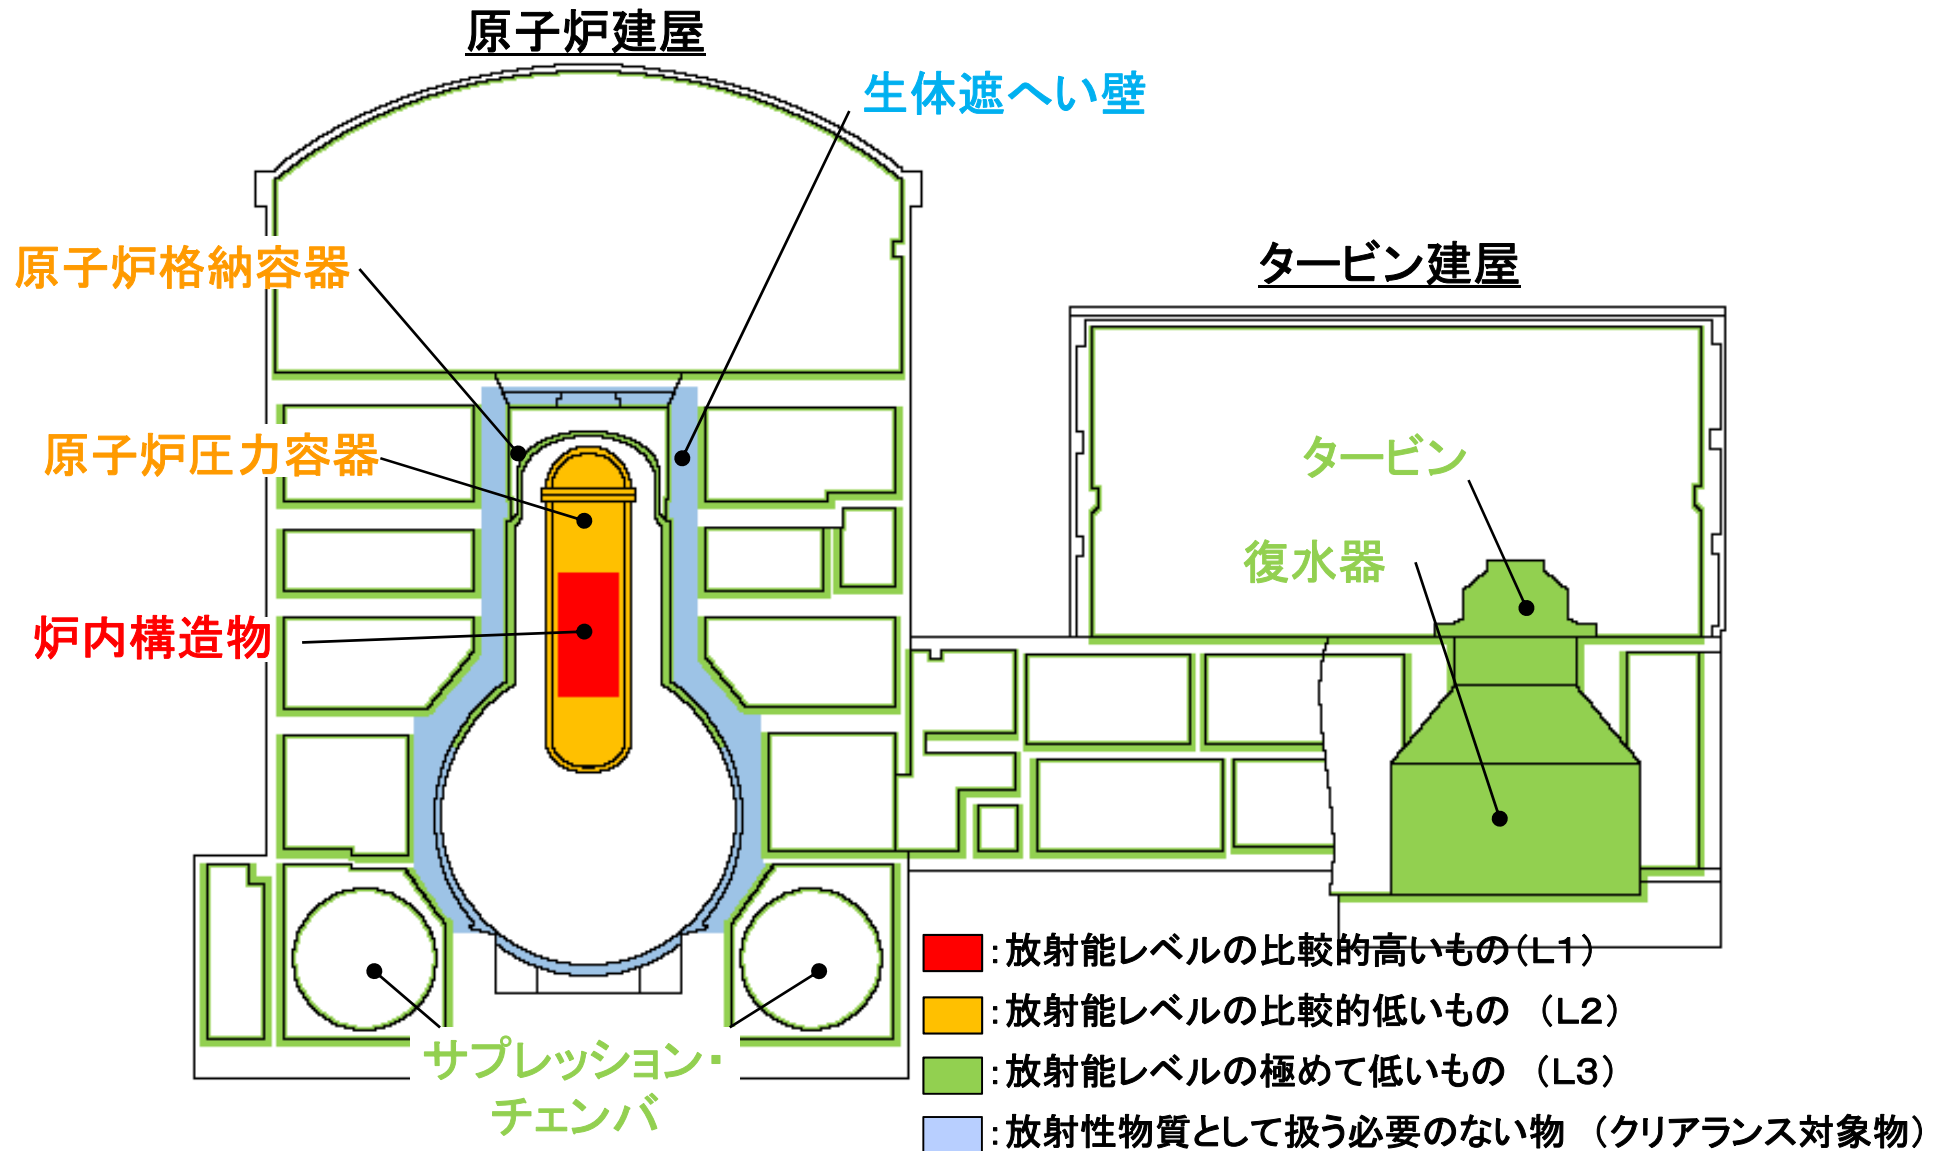 原子炉建屋
生体遮へい壁
原子炉格納容器
タービン建屋
原子炉圧力容器
タービン
復水器
炉内構造物
サプレッション・
チェンバ
:放射能レベルの比較的高いもの(L1)
:放射能レベルの比較的低いもの (L2)
:放射能レベルの極めて低いもの (L3)
:放射性物質として扱う必要のない物 (クリアランス対象物)